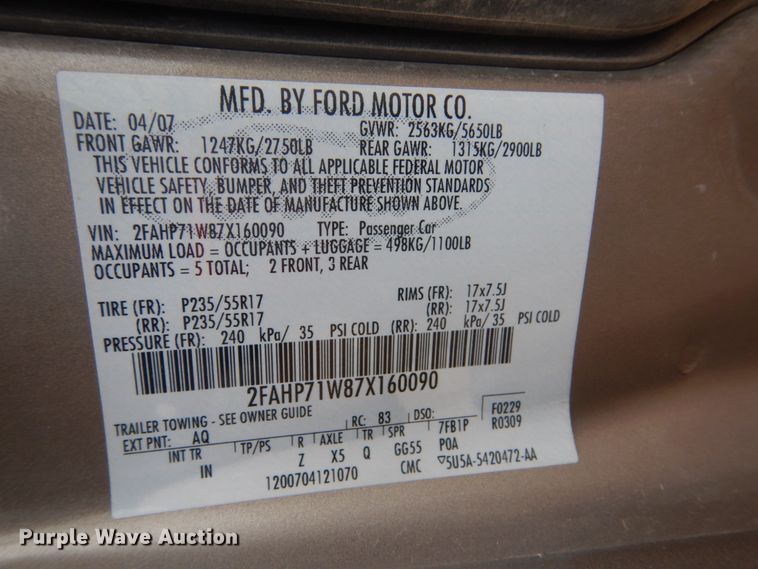 MFD. BY FORD MOTOR CO.
DATE: 04/07 GVWR: 2563KG/5650LB
FRONT GAWR: 1247KG/2750LB REAR GAWR: 1315KG/2900LB
THIS VEHICLE CONFORMS TO ALL APPLICABLE FEDERAL MOTOR
VEHICLE SAFETY, BUMPER, AND THEFT PREVENTION STANDARDS
IN EFFECT ON THE DATE OF MANUFACTURE SHOWN ABOVE.
VIN: 2FAHP71W87X160090 TYPE: Passenger Car
MAXIMUM LOAD = OCCUPANTS + LUGGAGE = 498KG/1100LB
OCCUPANTS = 5 TOTAL; 2 FRONT, 3 REAR
TIRE (FR): P235/55R17 RIMS (FR): 17x7.5J
(RR): P235/55R17 (RR): 17x7.5J
PRESSURE (FR): 240 kPa/ 35 PSI COLD (RR): 240 kPa/ 35 PSI COLD
2FAHP71W87X160090
TRAILER TOWING - SEE OWNER GUIDE
EXT PNT: AQ RC: 83 DSO: F0229
INT TR TP/PS R AXLE TR SPR 7FB1P R0309
IN Z X5 Q GG55 POA
1200704121070 CMC ▽5U5A-5420472-AA
Purple Wave Auction